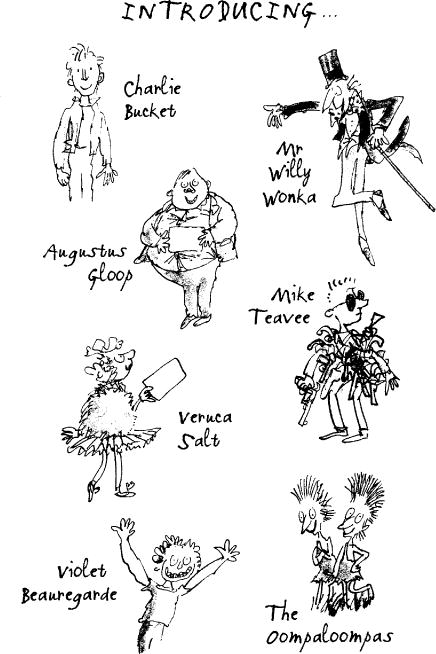 INTRODUCING...
Charlie
Bucket
Mr
Willy
Wonka
Augustus
Gloop
Mike
Teavee
Veruca
Salt
Violet
Beauregarde
The
Oompaloompas